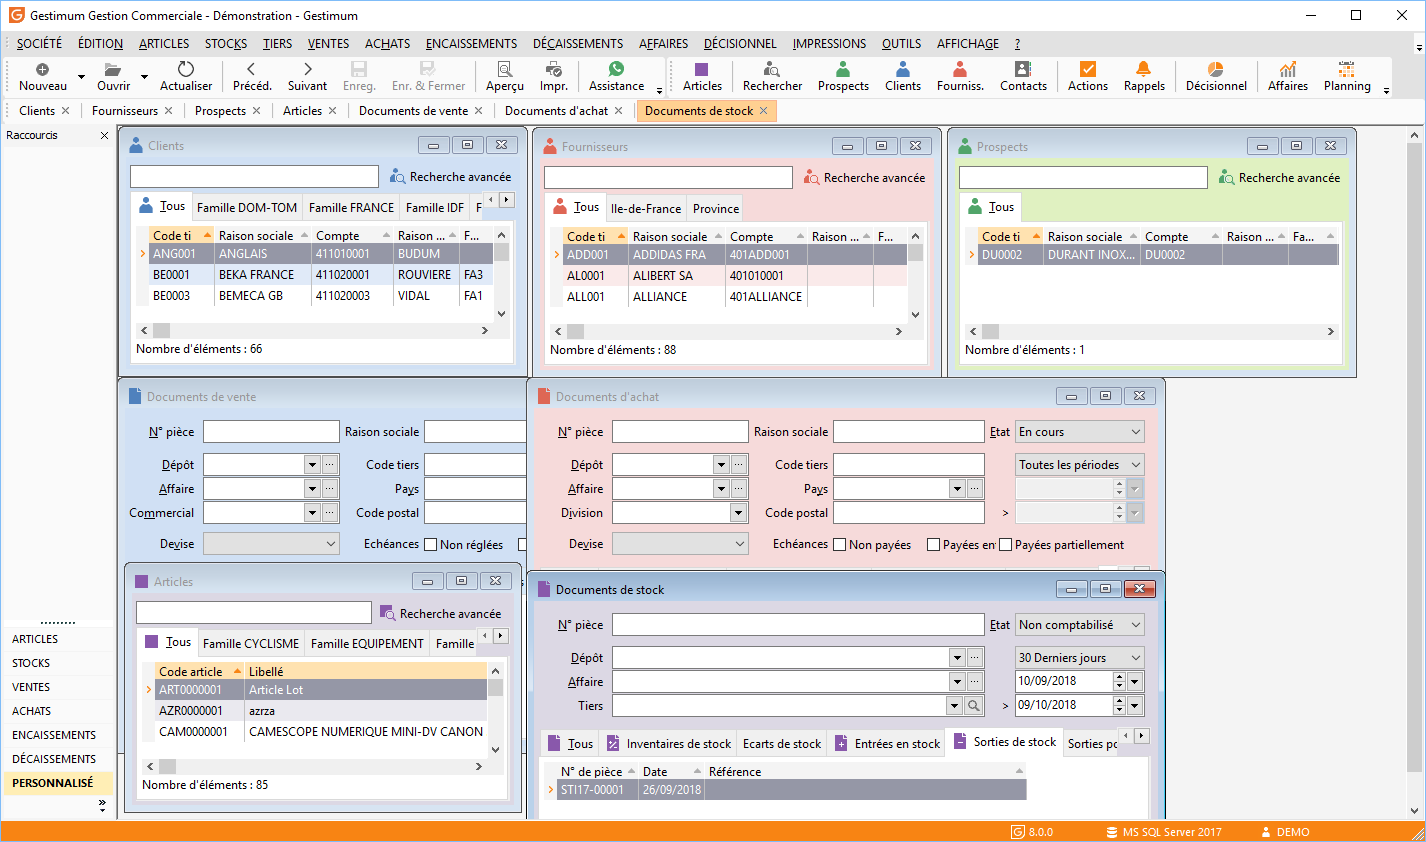 Gestimum Gestion Commerciale - Démonstration - Gestimum
SOCIÉTÉ ÉDITION ARTICLES STOCKS TIERS VENTES ACHATS ENCAISSEMENTS DÉCAISSEMENTS AFFAIRES DÉCISIONNEL IMPRESSIONS OUTILS AFFICHAGE ?
Nouveau Ouvrir Actualiser Précéd. Suivant Enreg. Enr. & Fermer Aperçu Impr. Assistance Articles Rechercher Prospects Clients Fourniss. Contacts Actions Rappels Décisionnel Affaires Planning
Clients Fournisseurs Prospects Articles Documents de vente Documents d'achat Documents de stock
Raccourcis
ARTICLES
STOCKS
VENTES
ACHATS
ENCAISSEMENTS
DÉCAISSEMENTS
PERSONNALISÉ
Clients
Recherche avancée
Tous Famille DOM-TOM Famille FRANCE Famille IDF F
Code ti Raison sociale Compte Raison ... F...
ANG001 ANGLAIS 411010001 BUDUM
BE0001 BEKA FRANCE 411020001 ROUVIERE FA3
BE0003 BEMECA GB 411020003 VIDAL FA1
Nombre d'éléments : 66
Fournisseurs
Recherche avancée
Tous Ile-de-France Province
Code ti Raison sociale Compte Raison ... F...
ADD001 ADDIDAS FRA 401ADD001
AL0001 ALIBERT SA 401010001
ALL001 ALLIANCE 401ALLIANCE
Nombre d'éléments : 88
Prospects
Recherche avancée
Tous
Code ti Raison sociale Compte Raison ... Fa...
DU0002 DURANT INOX... DU0002
Nombre d'éléments : 1
Documents de vente
N° pièce Raison sociale
Dépôt Code tiers
Affaire Pays
Commercial Code postal
Devise Echéances Non réglées
Documents d'achat
N° pièce Raison sociale Etat En cours
Dépôt Code tiers Toutes les périodes
Affaire Pays
Division Code postal >
Devise Echéances Non payées Payées en Payées partiellement
Articles
Recherche avancée
Tous Famille CYCLISME Famille EQUIPEMENT Famille
Code article Libellé
ART0000001 Article Lot
AZR0000001 azrza
CAM0000001 CAMESCOPE NUMERIQUE MINI-DV CANON
Nombre d'éléments : 85
Documents de stock
N° pièce Etat Non comptabilisé
Dépôt 30 Derniers jours
Affaire 10/09/2018
Tiers > 09/10/2018
Tous Inventaires de stock Ecarts de stock Entrées en stock Sorties de stock Sorties po
N° de pièce Date Référence
STI17-00001 26/09/2018
8.0.0 MS SQL Server 2017 DEMO